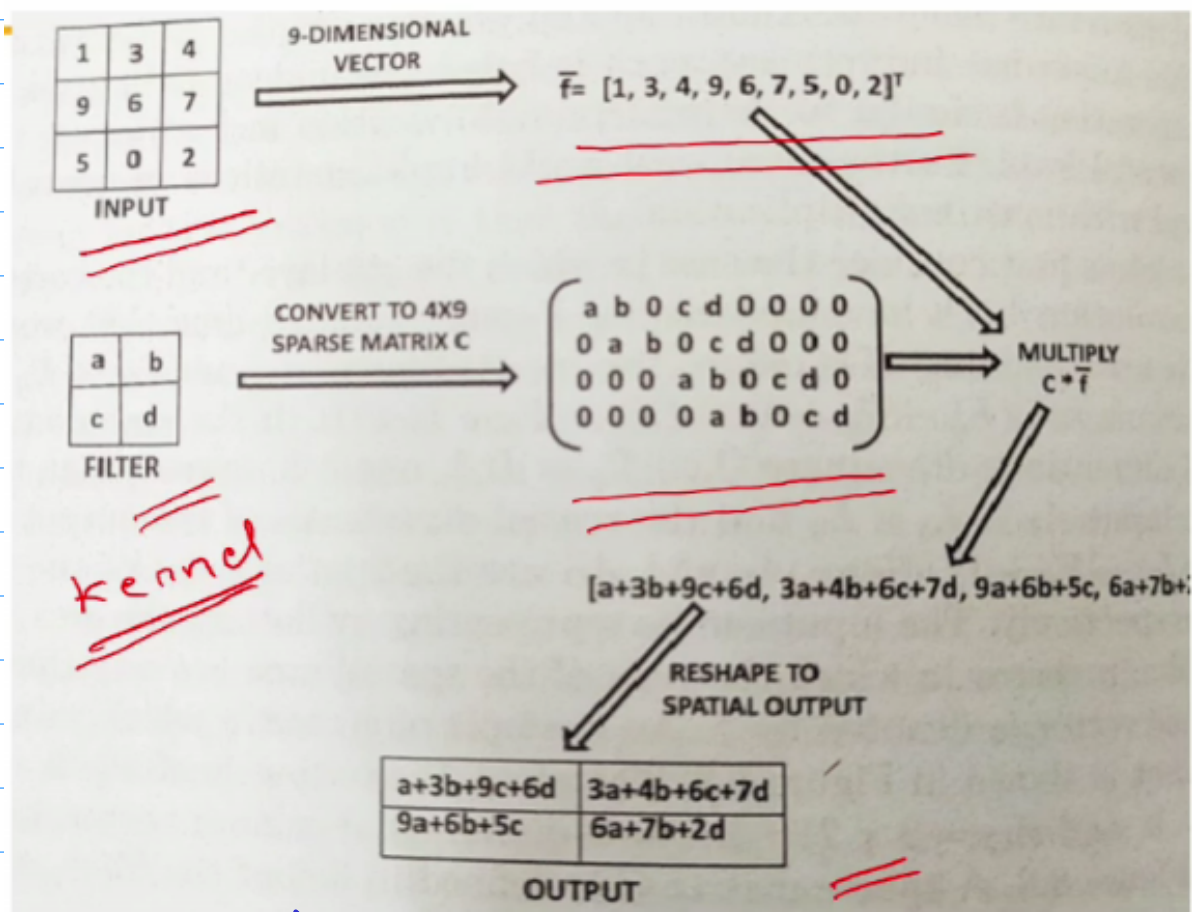 1 3 4
9 6 7
5 0 2
INPUT
9-DIMENSIONAL
VECTOR
f̅= [1, 3, 4, 9, 6, 7, 5, 0, 2]ᵀ
a b
c d
FILTER
kernel
CONVERT TO 4X9
SPARSE MATRIX C
a b 0 c d 0 0 0 0
0 a b 0 c d 0 0 0
0 0 0 a b 0 c d 0
0 0 0 0 a b 0 c d
MULTIPLY
C*f̅
[a+3b+9c+6d, 3a+4b+6c+7d, 9a+6b+5c, 6a+7b+
RESHAPE TO
SPATIAL OUTPUT
a+3b+9c+6d 3a+4b+6c+7d
9a+6b+5c 6a+7b+2d
OUTPUT